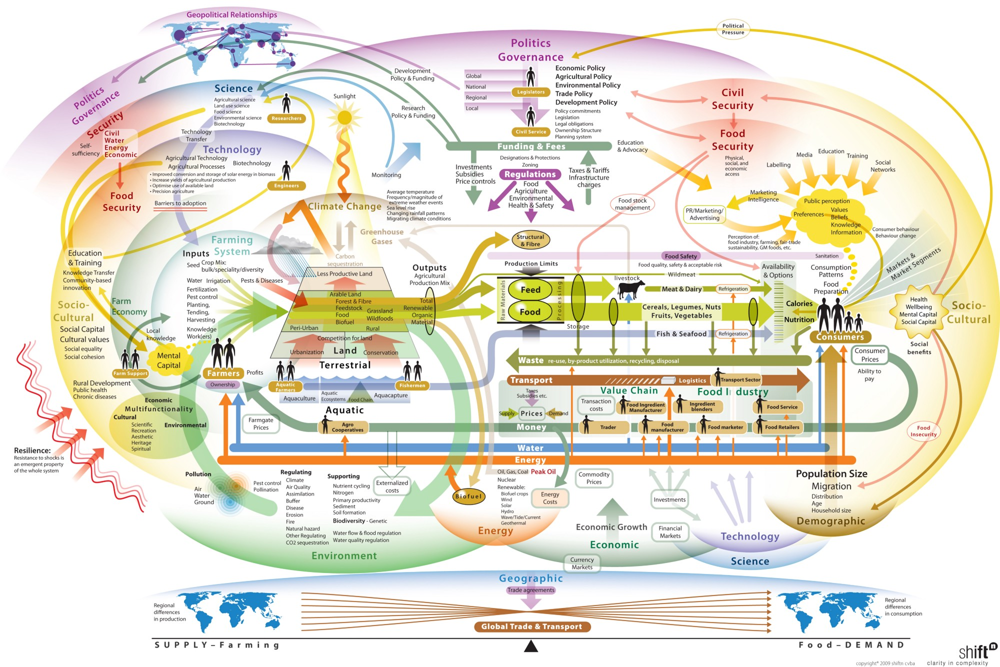 Geopolitical Relationships
Political
Pressure
Politics
Governance
Global
National
Regional
Local
Legislators
Civil Service
Economic Policy
Agricultural Policy
Environmental Policy
Trade Policy
Development Policy
Policy commitments
Legislation
Legal obligations
Ownership Structure
Planning system
Development
Policy & Funding
Research
Policy & Funding
Politics
Governance
Security
Civil
Water
Energy
Economic
Self-
sufficiency
Food
Security
Science
Agricultural science
Land use science
Food science
Environmental science
Biotechnology
Researchers
Technology
Transfer
Technology
Agricultural Technology
Agricultural Processes
Biotechnology
• Improved conversion and storage of solar energy in biomass
• Increase yields of agricultural production
• Optimise use of available land
• Precision agriculture
Engineers
Barriers to adoption
Sunlight
Monitoring
Climate Change
Average temperature
Frequency/magnitude of
extreme weather events
Sea level rise
Changing rainfall patterns
Migrating climate conditions
Greenhouse
Gases
Carbon
sequestration
Funding & Fees
Designations & Protections
Zoning
Regulations
Food
Agriculture
Environmental
Health & Safety
Investments
Subsidies
Price controls
Taxes & Tariffs
Infrastructure
charges
Education
& Advocacy
Civil
Security
Food
Security
Physical,
social, and
economic
access
Food stock
management
Labelling
Media
Education
Training
Social
Networks
Marketing
Intelligence
PR/Marketing/
Advertising
Public perception
Preferences
Values
Beliefs
Knowledge
Information
Perception of:
food industry, farming, fair-trade
sustainability, GM foods, etc.
Consumer behaviour
Behaviour change
Markets &
Market Segments
Farming
System
Inputs
Seed
Crop Mix:
bulk/speciality/diversity
Water Irrigation
Pests & Diseases
Fertilization
Pest control
Planting,
Tending,
Harvesting
Knowledge
Work(ers)
Education
& Training
Knowledge Transfer
Community-based
innovation
Farm
Economy
Socio-
Cultural
Social Capital
Cultural values
Social equality
Social cohesion
Local
knowledge
Mental
Capital
Farm Support
Farmers
Ownership
Profits
Rural Development
Public health
Chronic diseases
Economic
Multifunctionality
Cultural
Environmental
Scientific
Recreation
Aesthetic
Heritage
Spiritual
Resilience:
Resistance to shocks is
an emergent property
of the whole system
Less Productive Land
Arable Land
Forest & Fibre
Feedstock
Food
Biofuel
Grassland
Wildfoods
Peri-Urban
Rural
Competition for land
Urbanization
Land
Conservation
Terrestrial
Aquatic
Farmers
Fishermen
Aquaculture
Aquatic
Ecosystems
Food Chain
Aquacapture
Aquatic
Outputs
Agricultural
Production Mix
Total
Renewable
Organic
Material
Structural
& Fibre
Production Limits
Raw Materials
Feed
Food
Processing
Storage
Food Safety
Food quality, safety & acceptable risk
Sanitation
Wildmeat
livestock
Meat & Dairy
Refrigeration
Cereals, Legumes, Nuts
Fruits, Vegetables
Fish & Seafood
Refrigeration
Availability
& Options
Calories
Nutrition
Consumption
Patterns
Food
Preparation
Consumers
Health
Wellbeing
Mental Capital
Social Capital
Socio-
Cultural
Social
benefits
Waste re-use, by-product utilization, recycling, disposal
Transport
Logistics
Transport Sector
Value Chain
Food Industry
Taxes
Subsidies etc.
Supply
Prices
Demand
Transaction
costs
Food Ingredient
Manufacturer
Ingredient
blenders
Food Service
Money
Trader
Food
manufacturer
Food marketer
Food Retailers
Consumer
Prices
Ability to
pay
Farmgate
Prices
Agro
Cooperatives
Water
Energy
Food
Insecurity
Pollution
Air
Water
Ground
Pest control
Pollination
Regulating
Climate
Air Quality
Assimilation
Buffer
Disease
Erosion
Fire
Natural hazard
Other Regulating
CO2 sequestration
Supporting
Nutrient cycling
Nitrogen
Primary productivity
Sediment
Soil formation
Biodiversity - Genetic
Water flow & flood regulation
Water quality regulation
Externalized
costs
Environment
Biofuel
Oil, Gas, Coal Peak Oil
Nuclear
Renewable:
Biofuel crops
Wind
Solar
Hydro
Wave/Tide/Current
Geothermal
Energy
Costs
Energy
Commodity
Prices
Economic Growth
Economic
Investments
Financial
Markets
Currency
Markets
Technology
Science
Population Size
Migration
Distribution
Age
Household size
Demographic
Geographic
Trade agreements
Regional
differences
in production
Global Trade & Transport
Regional
differences
in consumption
SUPPLY–Farming
Food–DEMAND
shiftn
clarity in complexity
copyright® 2009 shiftn cvba